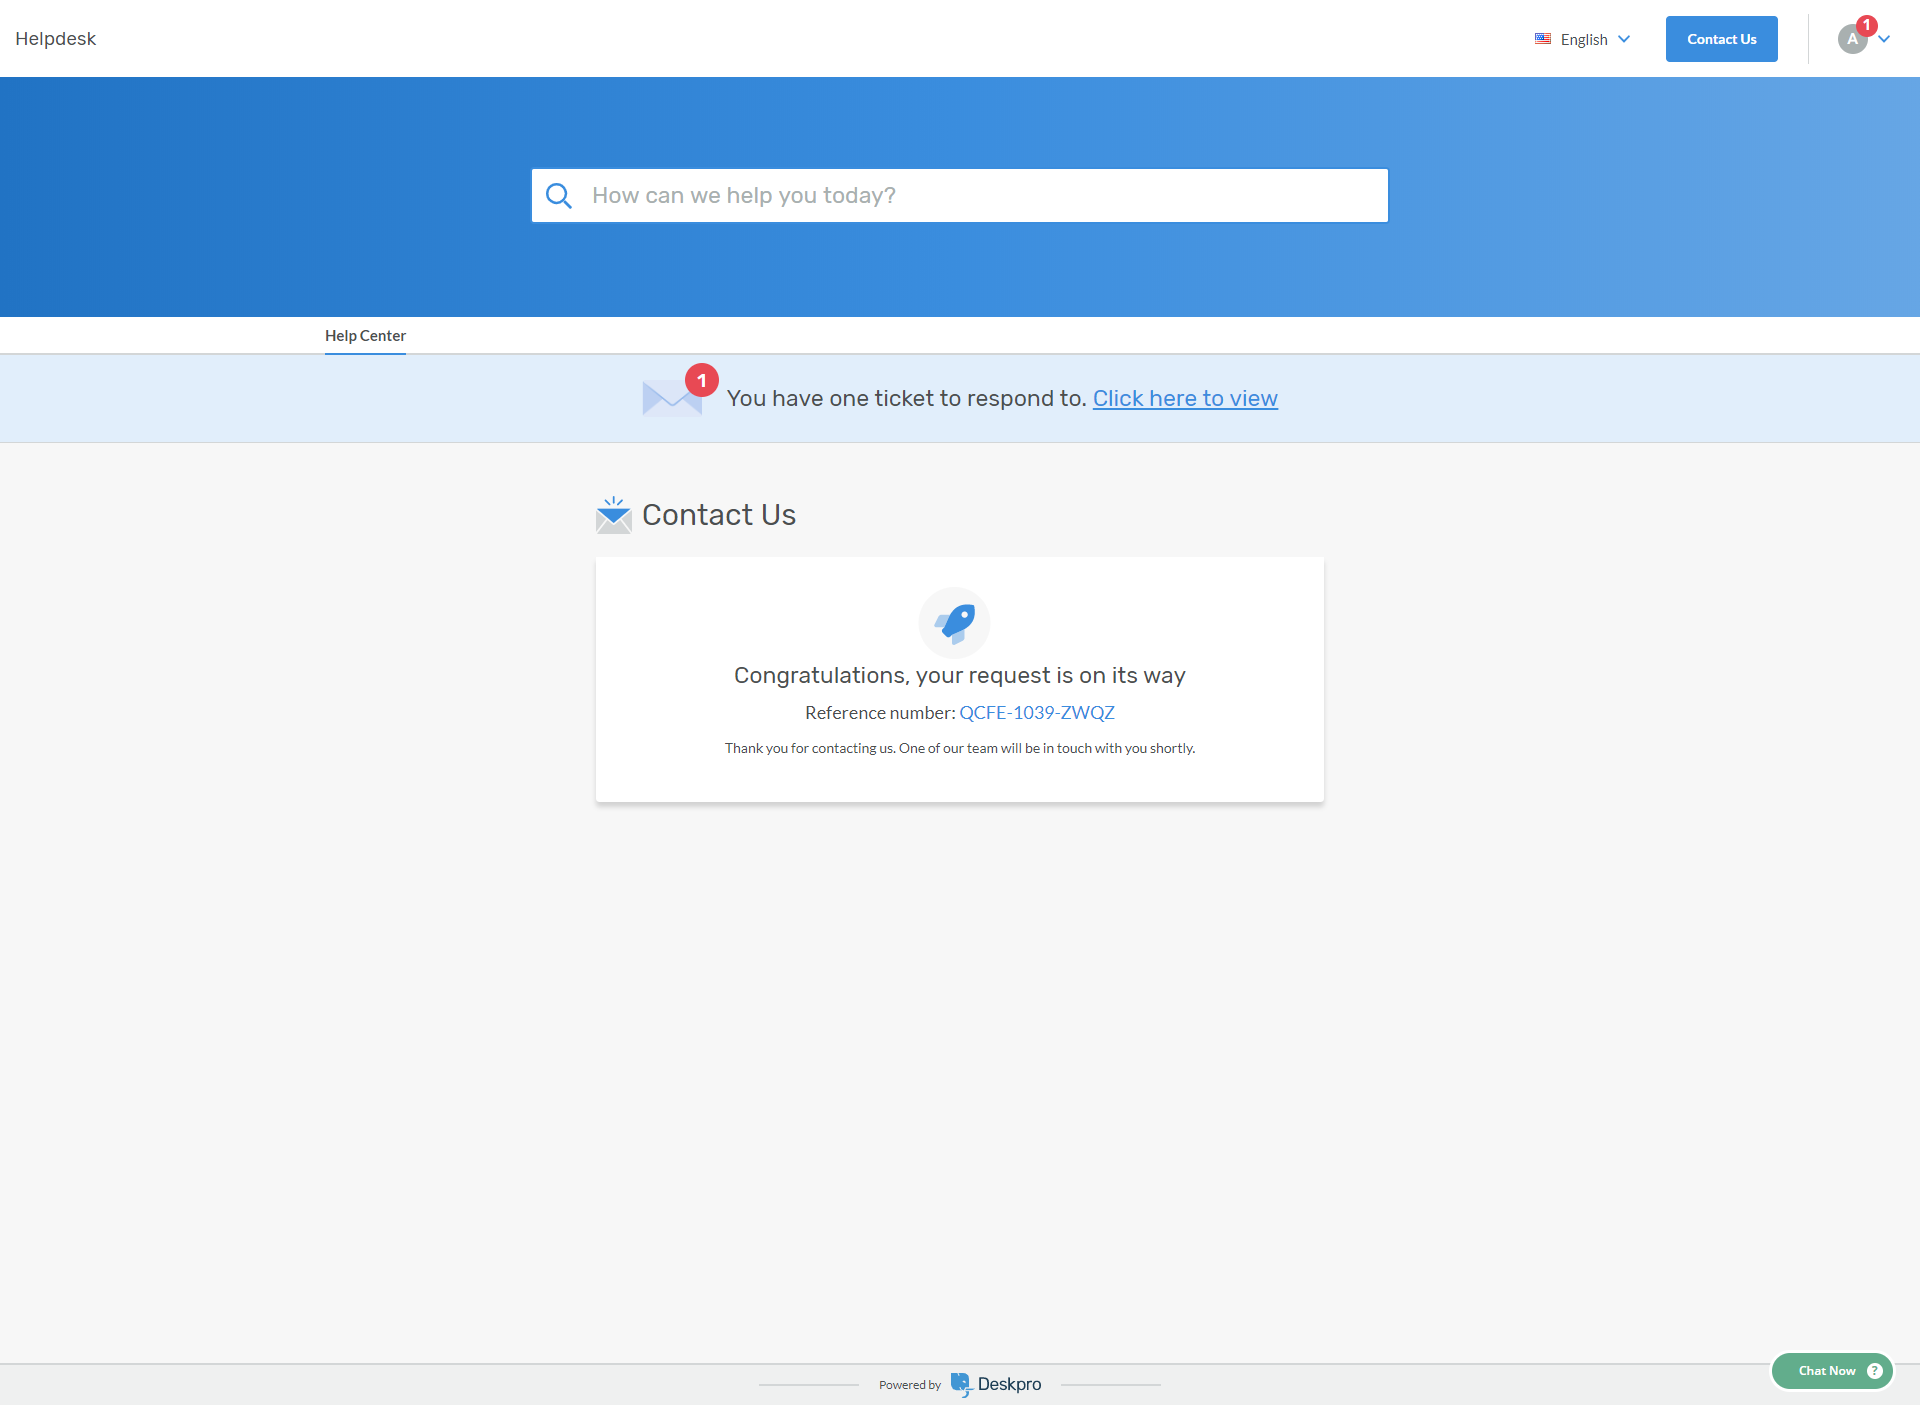 Helpdesk
English
Contact Us
A
1
How can we help you today?
Help Center
1
You have one ticket to respond to. Click here to view
Contact Us
Congratulations, your request is on its way
Reference number: QCFE-1039-ZWQZ
Thank you for contacting us. One of our team will be in touch with you shortly.
Powered by Deskpro
Chat Now ?